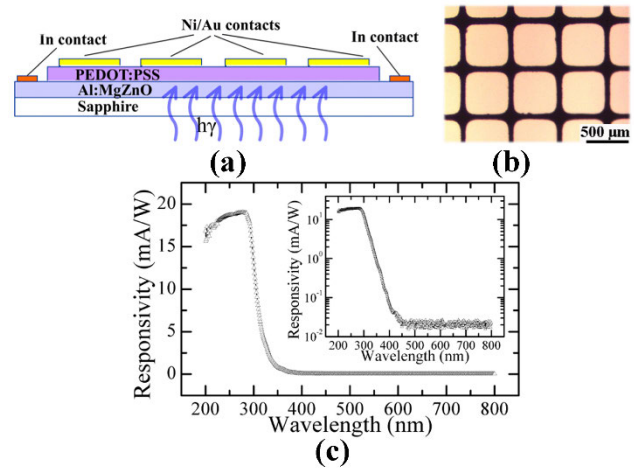 Ni/Au contacts
In contact
In contact
PEDOT:PSS
Al:MgZnO
Sapphire
hγ
(a)
500 μm
(b)
Responsivity (mA/W)
20
15
10
5
0
200 300 400 500 600 700 800
Wavelength (nm)
Responsivity (mA/W)
10¹
10⁰
10⁻¹
10⁻²
200 300 400 500 600 700 800
Wavelength (nm)
(c)